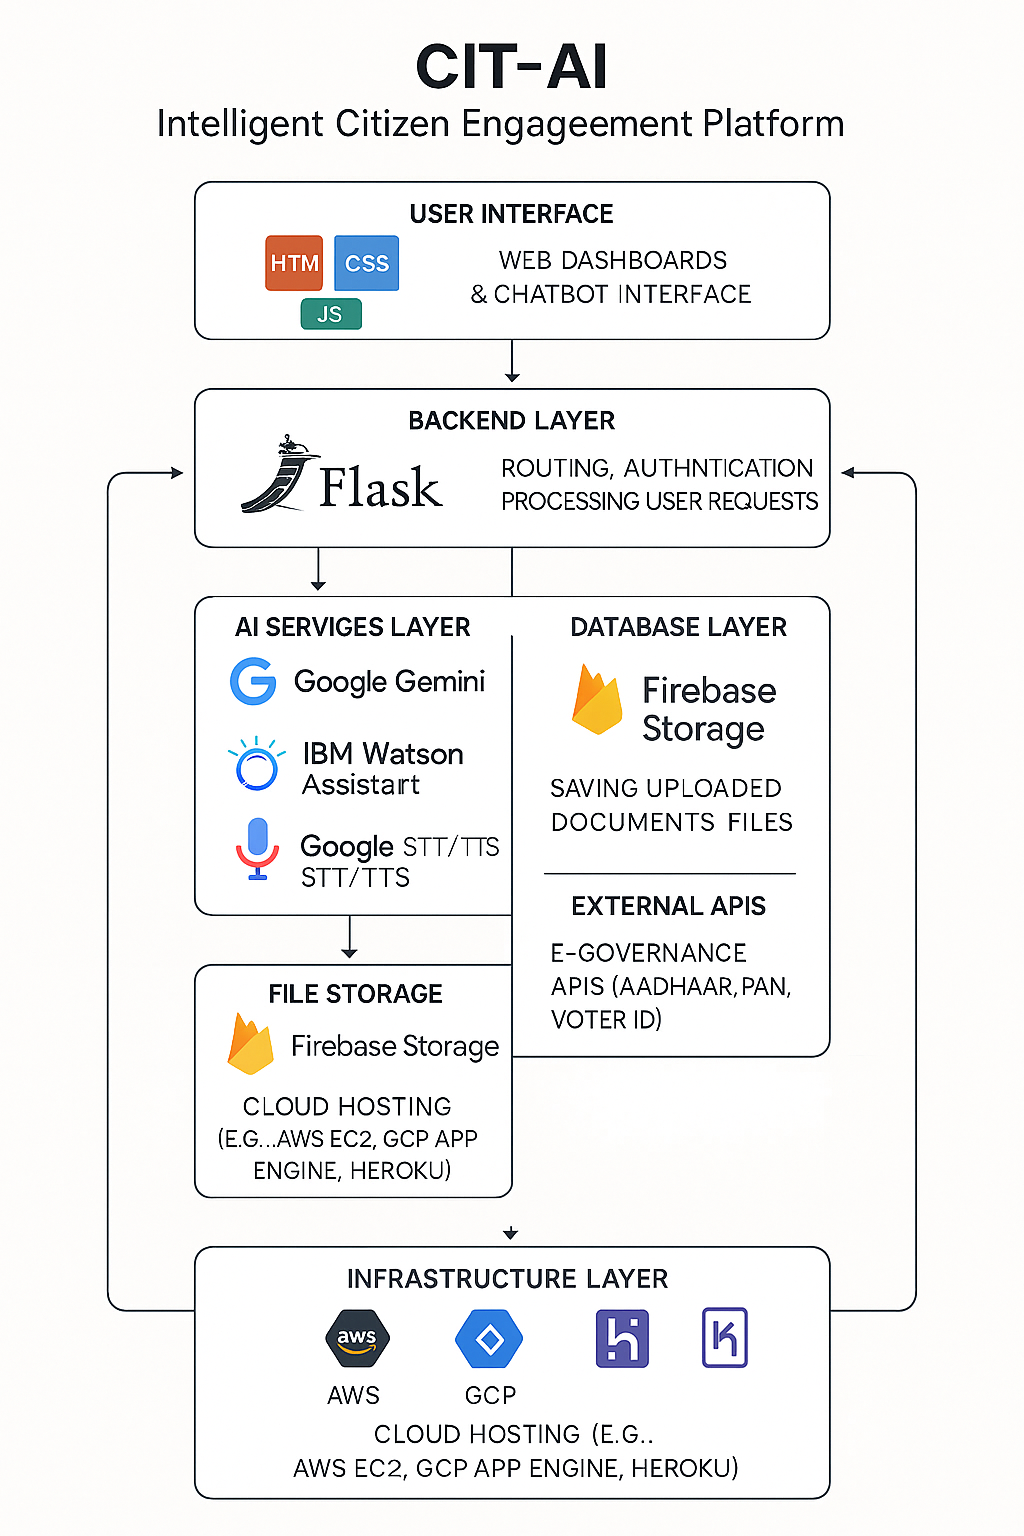 CIT-AI
Intelligent Citizen Engageement Platform
USER INTERFACE
HTM
CSS
JS
WEB DASHBOARDS
& CHATBOT INTERFACE
BACKEND LAYER
Flask
ROUTING, AUTHNTICATION
PROCESSING USER REQUESTS
AI SERVIGES LAYER
Google Gemini
IBM Watson
Assistart
Google STT/TTS
STT/TTS
DATABASE LAYER
Firebase
Storage
SAVING UPLOADED
DOCUMENTS FILES
EXTERNAL APIS
E-GOVERNANCE
APIS (AADHAAR, PAN,
VOTER ID)
FILE STORAGE
Firebase Storage
CLOUD HOSTING
(E.G...AWS EC2, GCP APP
ENGINE, HEROKU)
INFRASTRUCTURE LAYER
aws
AWS
GCP
CLOUD HOSTING (E.G..
AWS EC2, GCP APP ENGINE, HEROKU)